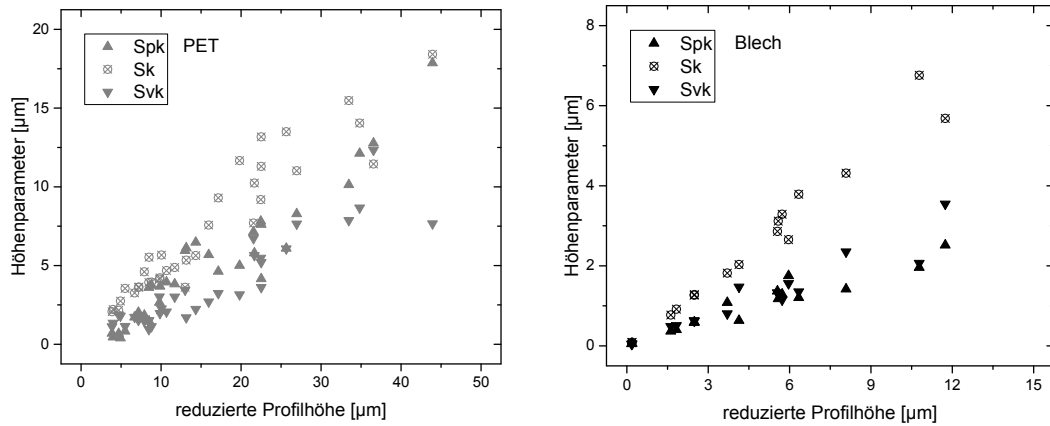 20
15
10
5
0
Höhenparameter [µm]
Spk
Sk
Svk
PET
0 10 20 30 40 50
reduzierte Profilhöhe [µm]
8
6
4
2
0
Höhenparameter [µm]
Spk
Sk
Svk
Blech
0 3 6 9 12 15
reduzierte Profilhöhe [µm]